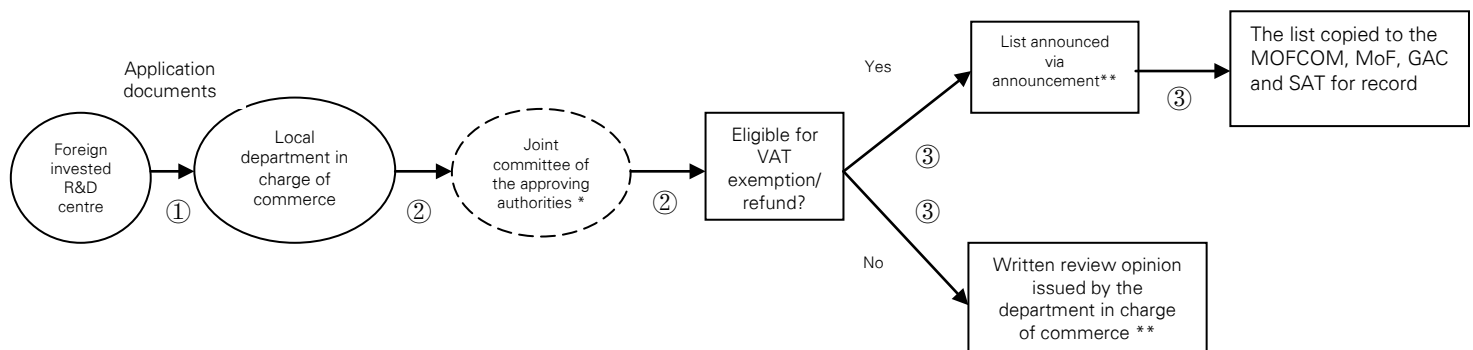 Application
documents
Foreign
invested
R&D
centre
①
Local
department in
charge of
commerce
②
Joint
committee of
the approving
authorities *
②
Eligible for
VAT
exemption/
refund?
Yes
③
List announced
via
announcement**
③
The list copied to the
MOFCOM, MoF, GAC
and SAT for record
③
No
Written review opinion
issued by the
department in charge
of commerce **